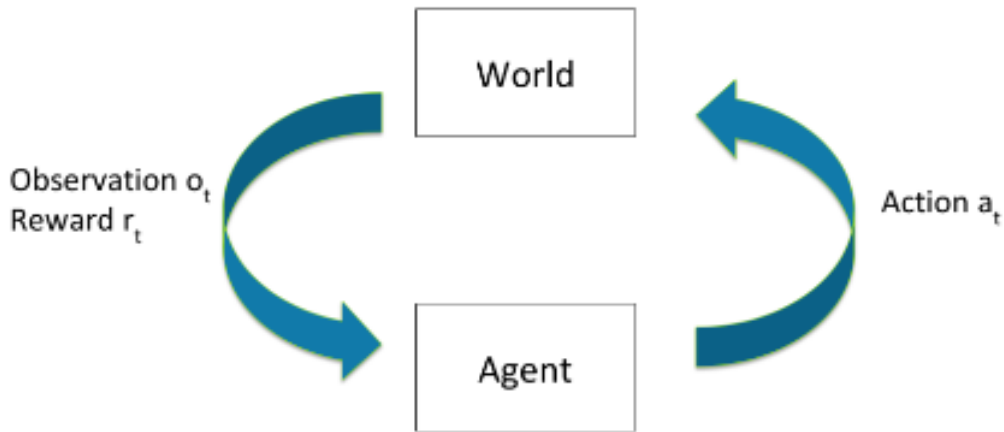 World
Observation oₜ
Reward rₜ
Action aₜ
Agent